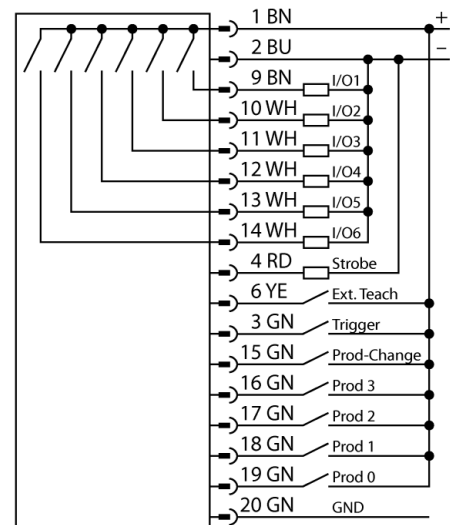 1 BN +
2 BU −
9 BN I/O1
10 WH I/O2
11 WH I/O3
12 WH I/O4
13 WH I/O5
14 WH I/O6
4 RD Strobe
6 YE Ext. Teach
3 GN Trigger
15 GN Prod-Change
16 GN Prod 3
17 GN Prod 2
18 GN Prod 1
19 GN Prod 0
20 GN GND